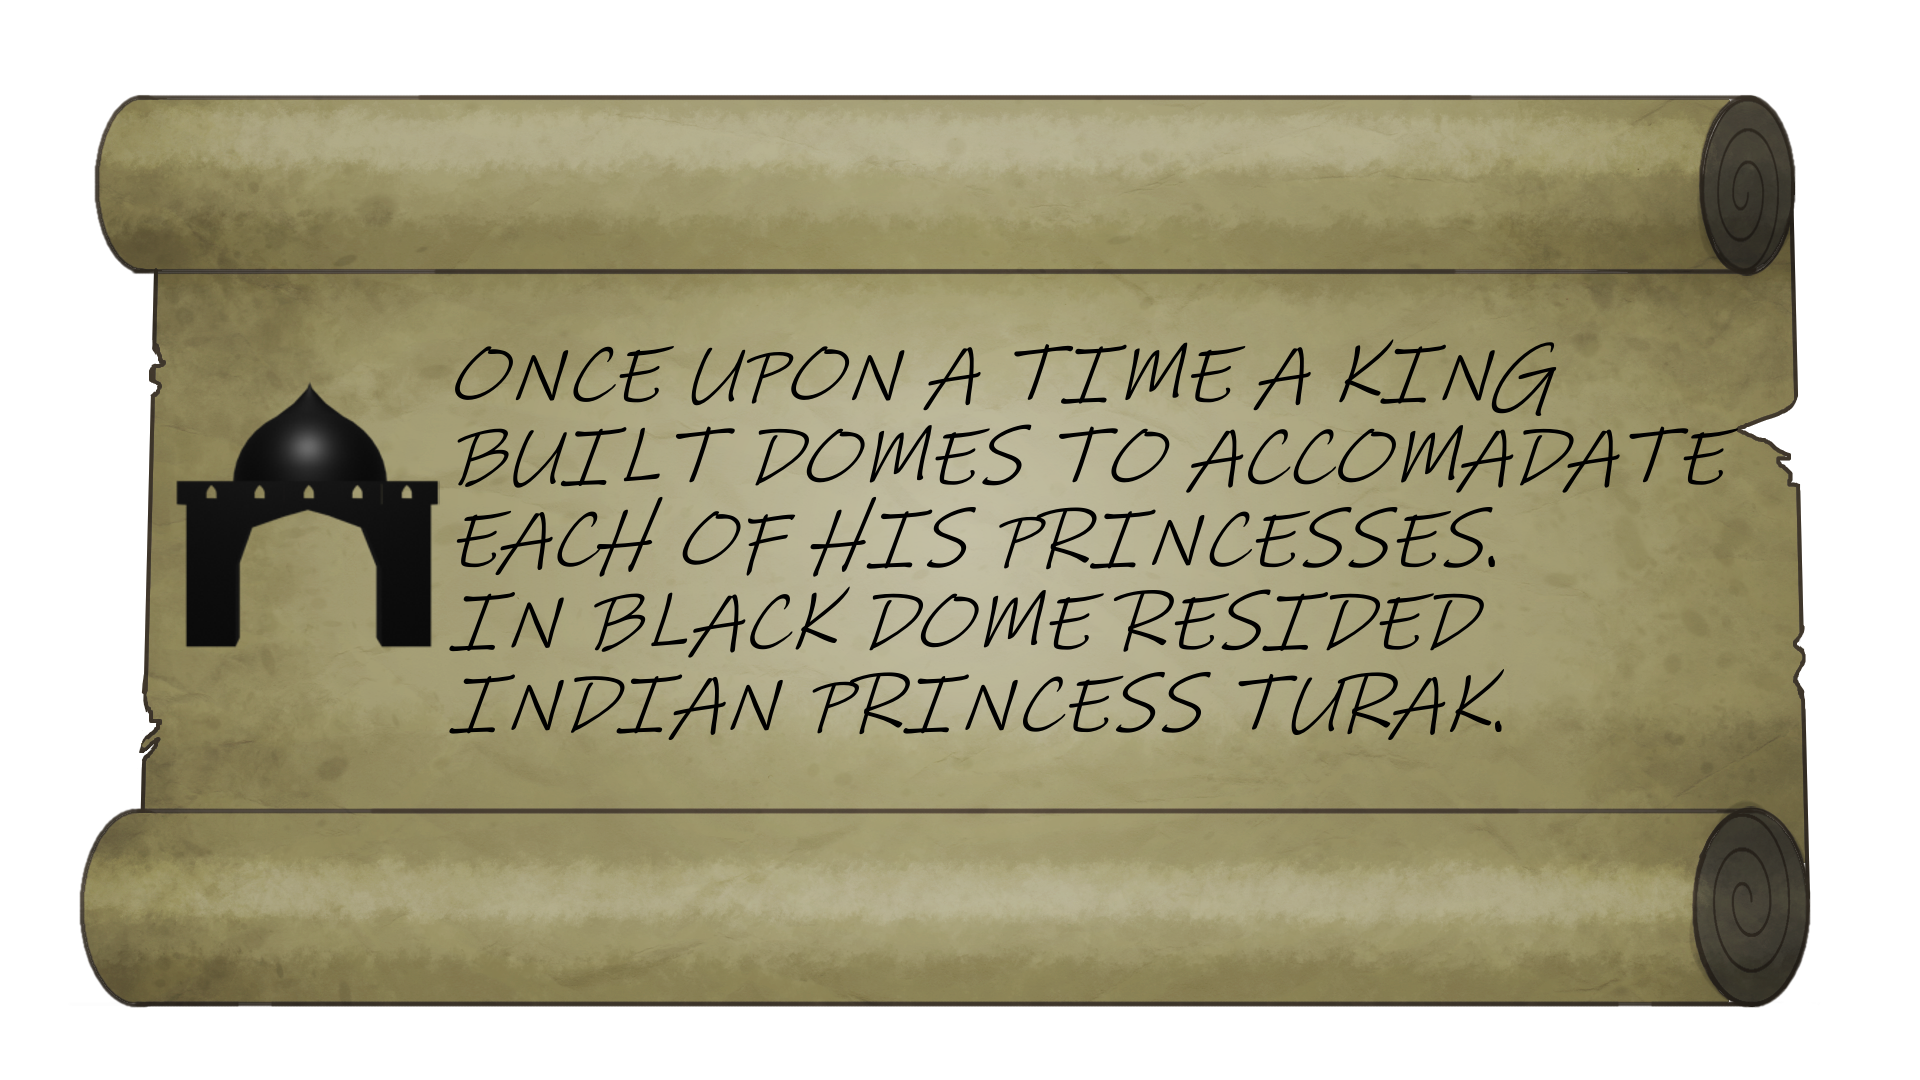 ONCE UPON A TIME A KING
BUILT DOMES TO ACCOMADATE
EACH OF HIS PRINCESSES.
IN BLACK DOME RESIDED
INDIAN PRINCESS TURAK.